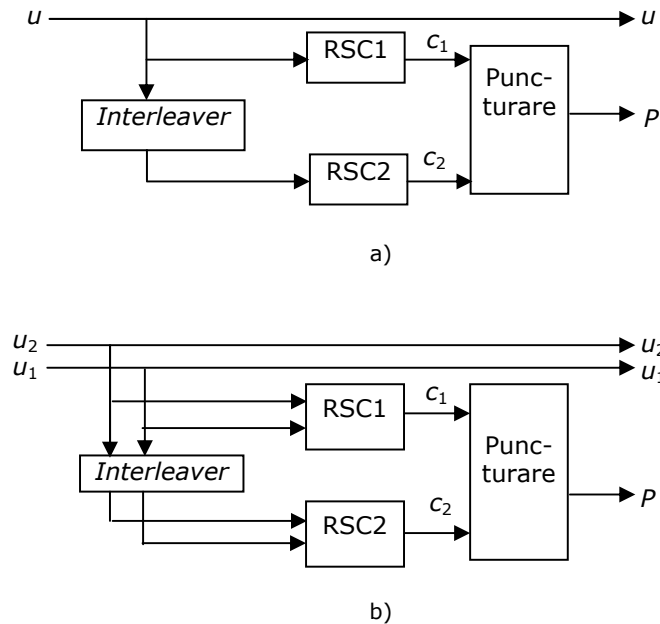 u u
RSC1 c₁ Punc-
turare
Interleaver P
RSC2 c₂
a)
u₂ u₂
u₁ u₁
RSC1 c₁
Punc-
turare
Interleaver
RSC2 c₂ P
b)